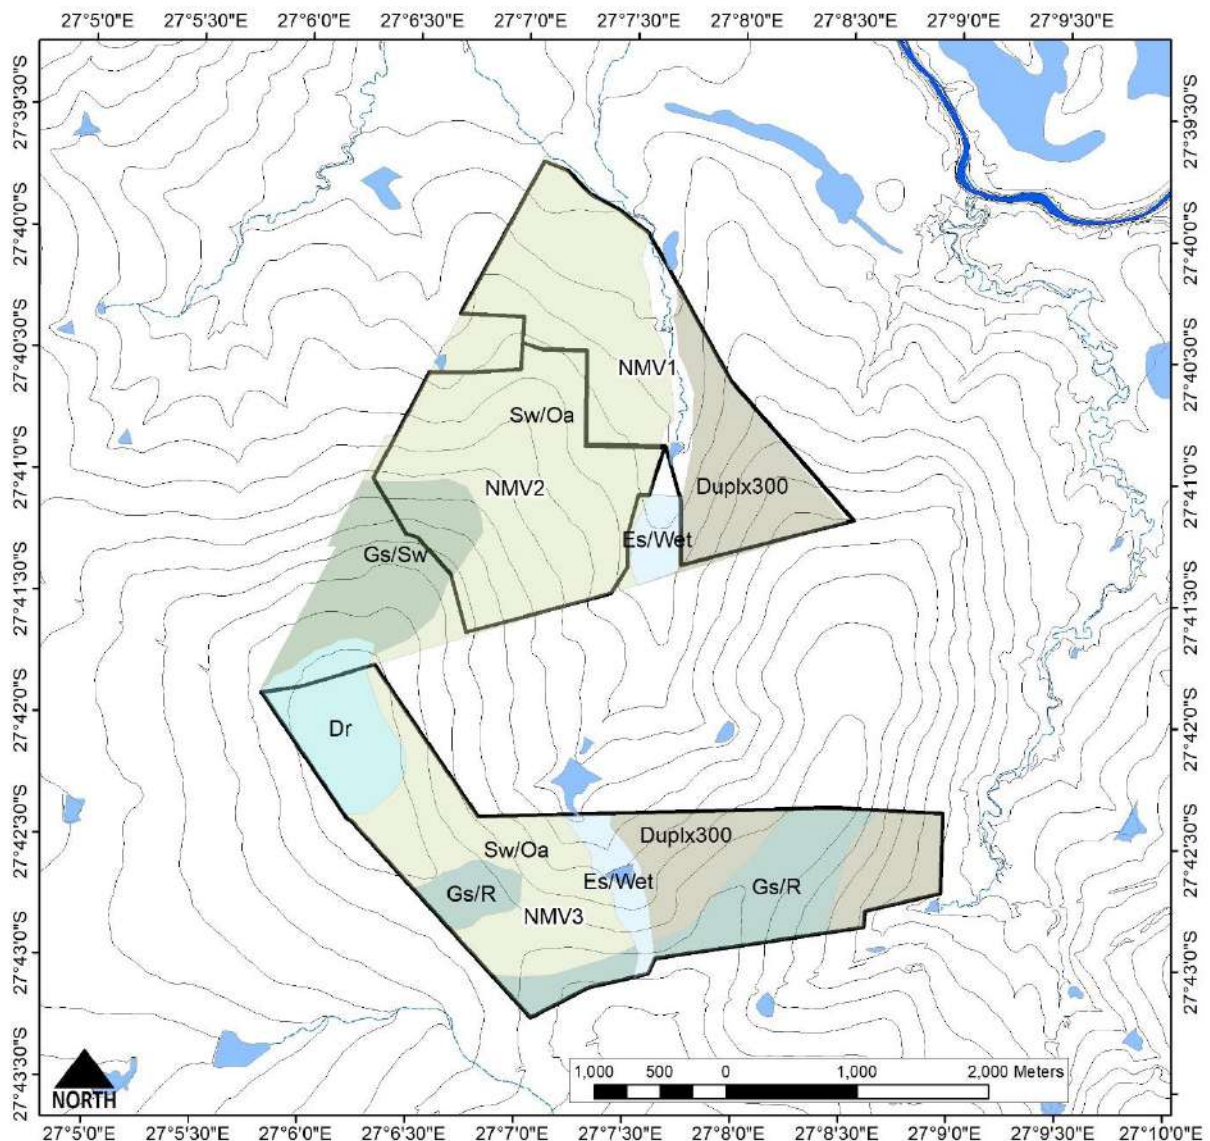 27°5'0"E 27°5'30"E 27°6'0"E 27°6'30"E 27°7'0"E 27°7'30"E 27°8'0"E 27°8'30"E 27°9'0"E 27°9'30"E
27°39'30"S
27°39'30"S
27°40'0"S
27°40'0"S
27°40'30"S
27°40'30"S
NMV1
Sw/Oa
27°41'0"S
27°41'0"S
NMV2
Duplx300
Es/Wet
Gs/Sw
27°41'30"S
27°41'30"S
27°42'0"S
27°42'0"S
Dr
27°42'30"S
27°42'30"S
Duplx300
Sw/Oa
Es/Wet
Gs/R
Gs/R
NMV3
27°43'0"S
27°43'0"S
27°43'30"S
1,000 500 0 1,000 2,000 Meters
NORTH
27°5'0"E 27°5'30"E 27°6'0"E 27°6'30"E 27°7'0"E 27°7'30"E 27°8'0"E 27°8'30"E 27°9'0"E 27°9'30"E 27°10'0"E